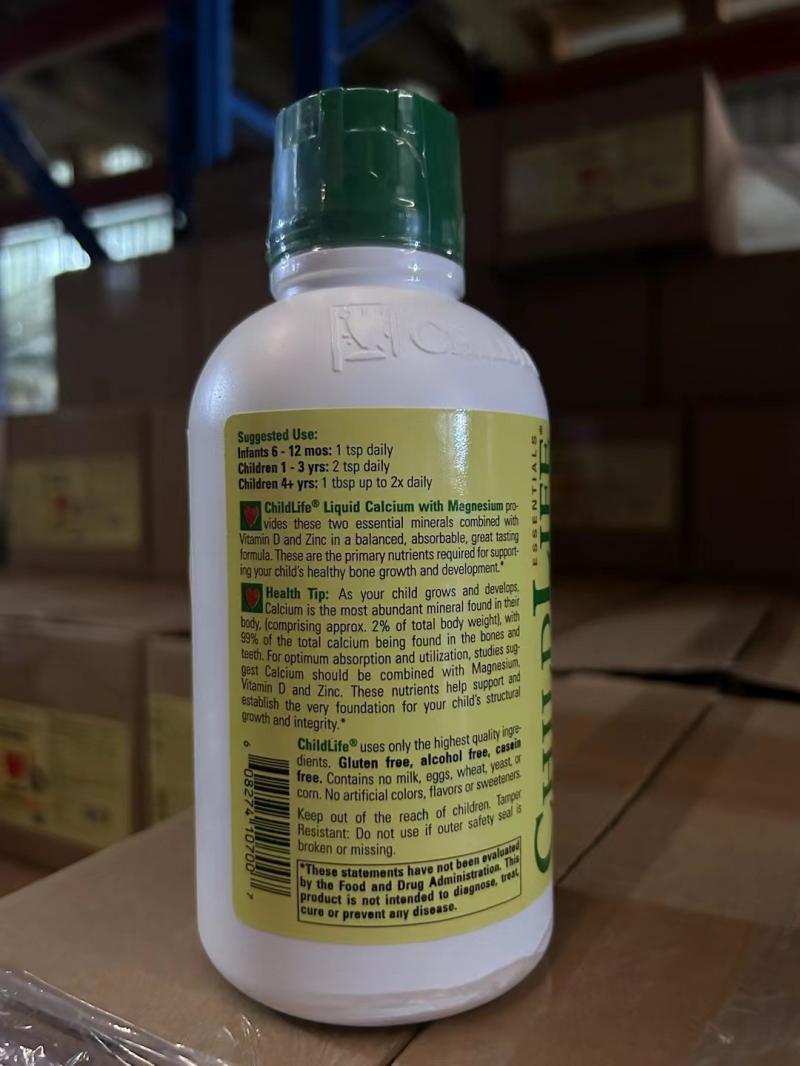 Suggested Use:
Infants 6 - 12 mos: 1 tsp daily
Children 1 - 3 yrs: 2 tsp daily
Children 4+ yrs: 1 tbsp up to 2x daily
ChildLife® Liquid Calcium with Magnesium pro-
vides these two essential minerals combined with
Vitamin D and Zinc in a balanced, absorbable, great tasting
formula. These are the primary nutrients required for support-
ing your child's healthy bone growth and development.*
Health Tip: As your child grows and develops,
Calcium is the most abundant mineral found in their
body, (comprising approx. 2% of total body weight), with
99% of the total calcium being found in the bones and
teeth. For optimum absorption and utilization, studies sug-
gest Calcium should be combined with Magnesium,
Vitamin D and Zinc. These nutrients help support and
establish the very foundation for your child's structural
growth and integrity.*
ChildLife® uses only the highest quality ingre-
dients. Gluten free, alcohol free, casein
free. Contains no milk, eggs, wheat, yeast, or
corn. No artificial colors, flavors or sweeteners.
Keep out of the reach of children. Tamper
Resistant: Do not use if outer safety seal is
broken or missing.
*These statements have not been evaluated
by the Food and Drug Administration. This
product is not intended to diagnose, treat,
cure or prevent any disease.
6 08274 10700 7
CHILDLIFE®
ESSENTIALS